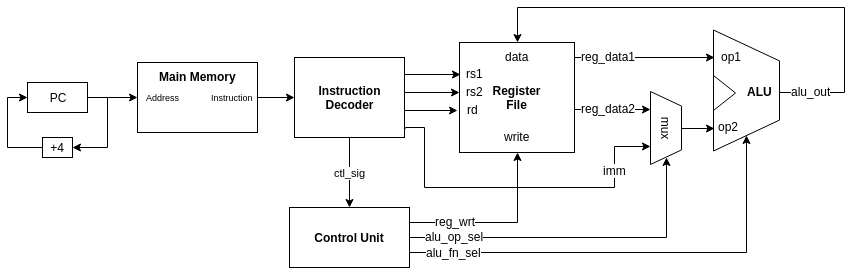 PC
+4
Main Memory
Address
Instruction
Instruction
Decoder
ctl_sig
Control Unit
reg_wrt
alu_op_sel
alu_fn_sel
data
rs1
rs2
rd
Register
File
write
reg_data1
reg_data2
imm
mux
op1
ALU
op2
alu_out